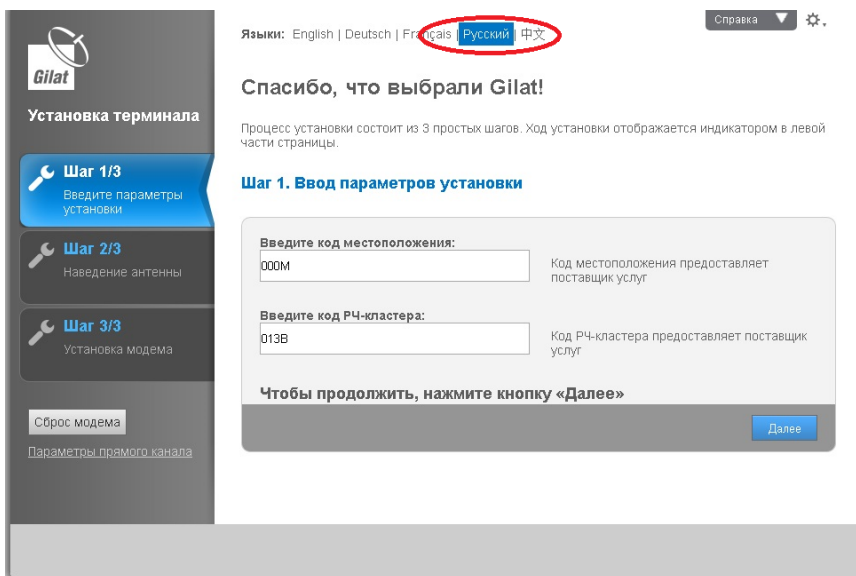 Gilat
Установка терминала
Шаг 1/3
Введите параметры
установки
Шаг 2/3
Наведение антенны
Шаг 3/3
Установка модема
Сброс модема
Параметры прямого канала
Языки: English | Deutsch | Français | Русский | 中文
Справка
Спасибо, что выбрали Gilat!
Процесс установки состоит из 3 простых шагов. Ход установки отображается индикатором в левой
части страницы.
Шаг 1. Ввод параметров установки
Введите код местоположения:
000M
Код местоположения предоставляет
поставщик услуг
Введите код РЧ-кластера:
013B
Код РЧ-кластера предоставляет поставщик
услуг
Чтобы продолжить, нажмите кнопку «Далее»
Далее